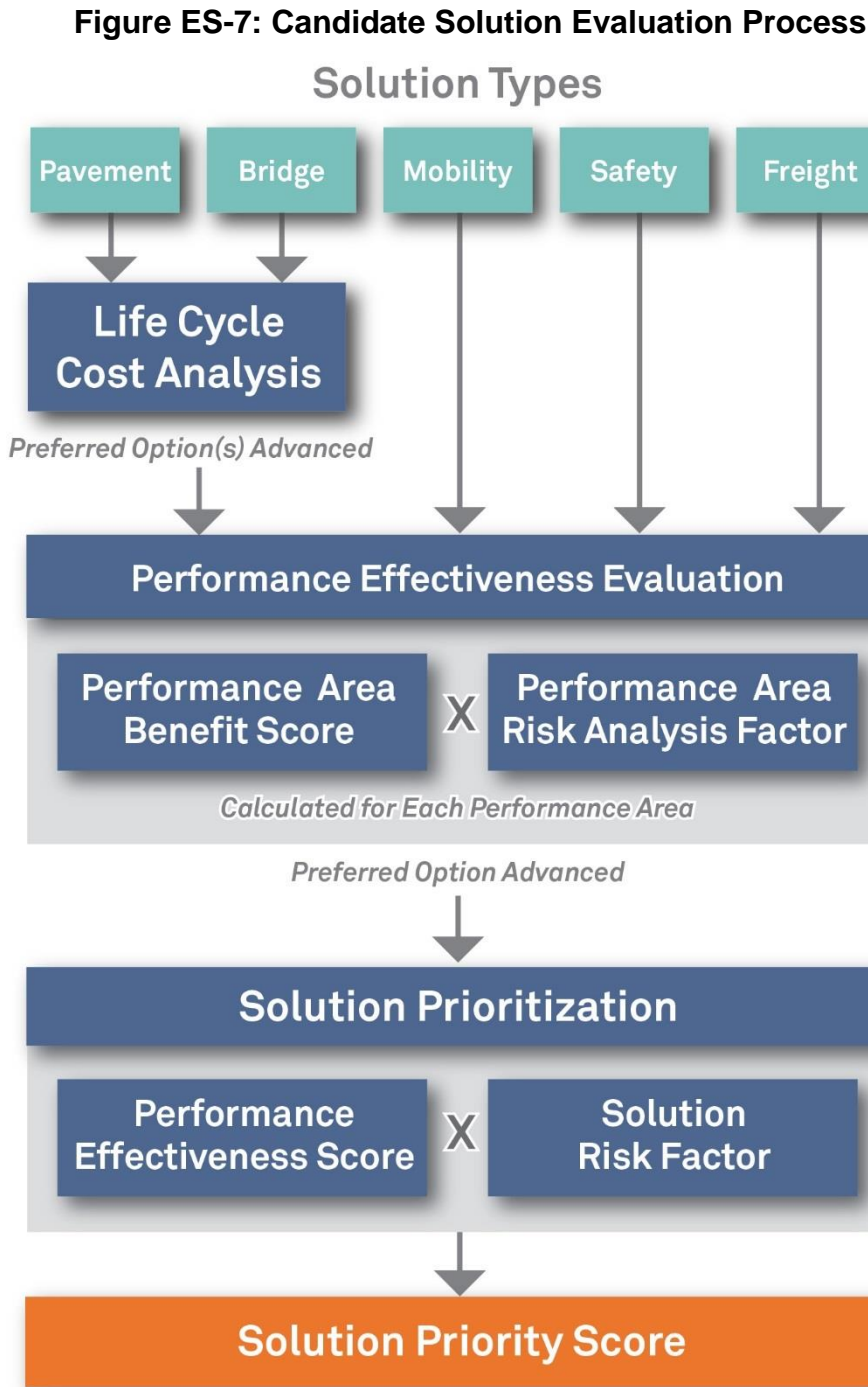 Figure ES-7: Candidate Solution Evaluation Process
Solution Types
Pavement
Bridge
Mobility
Safety
Freight
Life Cycle
Cost Analysis
Preferred Option(s) Advanced
Performance Effectiveness Evaluation
Performance Area
Benefit Score
X
Performance Area
Risk Analysis Factor
Calculated for Each Performance Area
Preferred Option Advanced
Solution Prioritization
Performance
Effectiveness Score
X
Solution
Risk Factor
Solution Priority Score